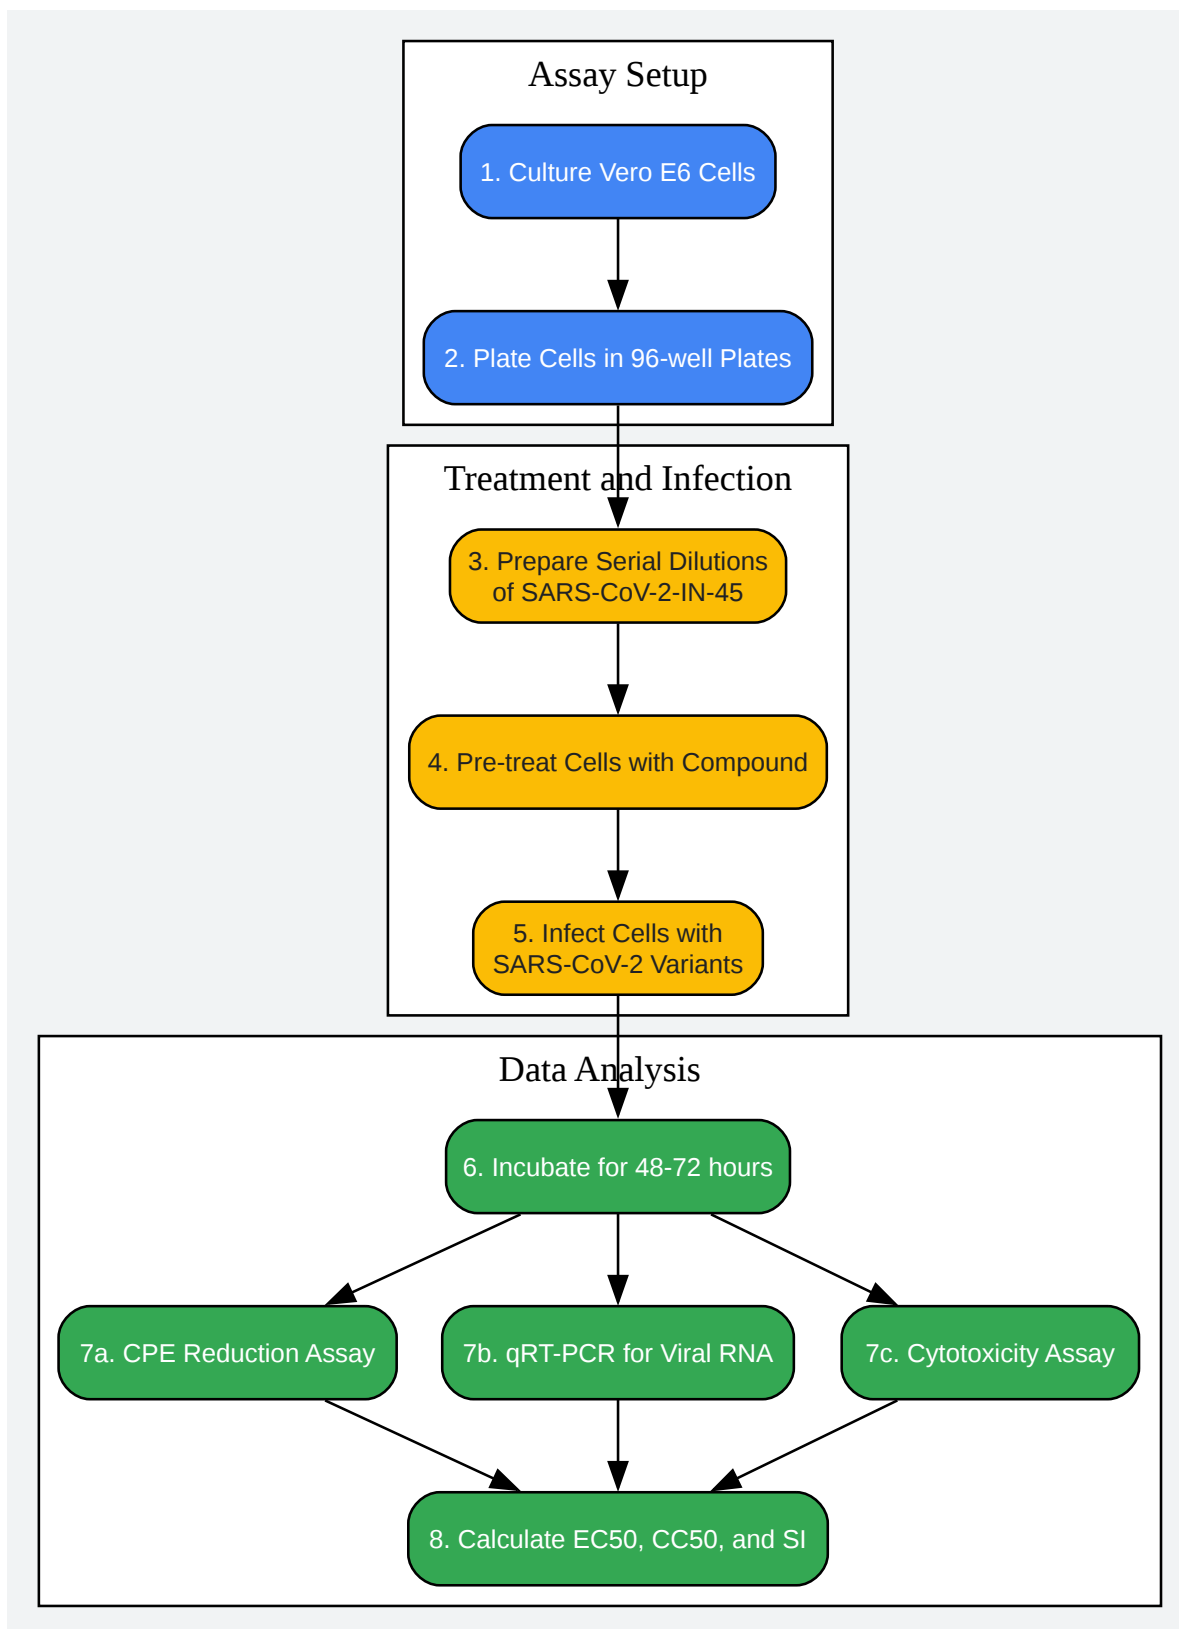 Assay Setup
1. Culture Vero E6 Cells
2. Plate Cells in 96-well Plates
Treatment and Infection
3. Prepare Serial Dilutions
of SARS-CoV-2-IN-45
4. Pre-treat Cells with Compound
5. Infect Cells with
SARS-CoV-2 Variants
Data Analysis
6. Incubate for 48-72 hours
7a. CPE Reduction Assay
7b. qRT-PCR for Viral RNA
7c. Cytotoxicity Assay
8. Calculate EC50, CC50, and SI